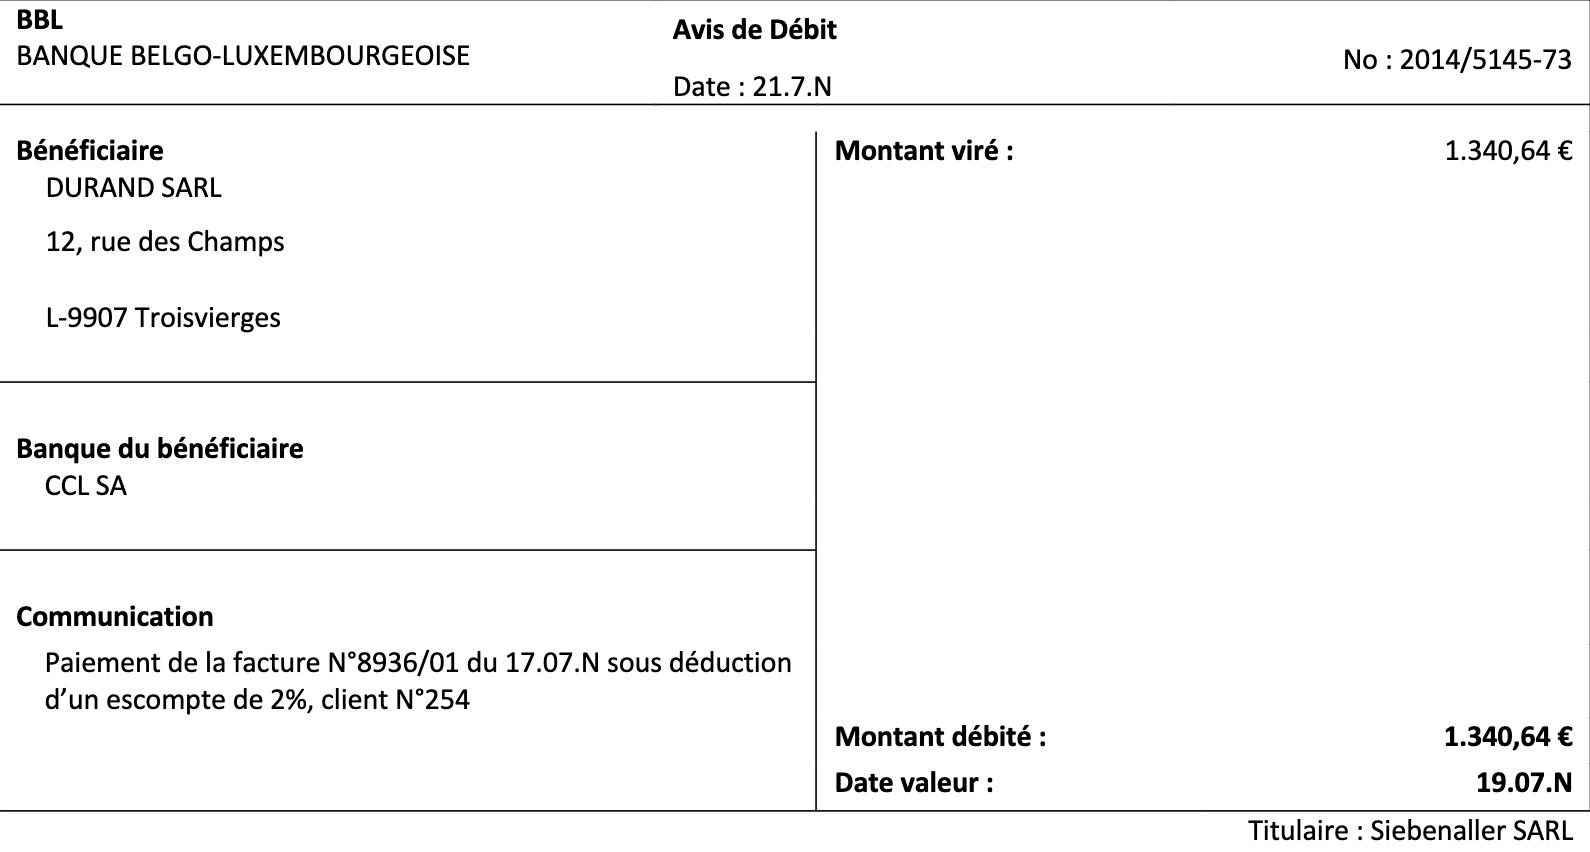 BBL
BANQUE BELGO-LUXEMBOURGEOISE
Avis de Débit
Date : 21.7.N
No : 2014/5145-73
Bénéficiaire
DURAND SARL
12, rue des Champs
L-9907 Troisvierges
Banque du bénéficiaire
CCL SA
Communication
Paiement de la facture N°8936/01 du 17.07.N sous déduction
d’un escompte de 2%, client N°254
Montant viré : 1.340,64 €
Montant débité : 1.340,64 €
Date valeur : 19.07.N
Titulaire : Siebenaller SARL